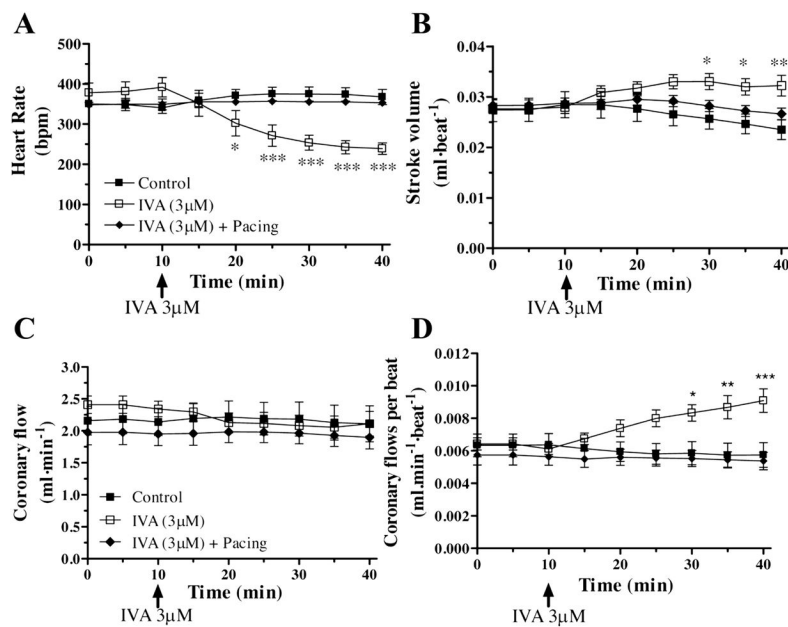 A
Heart Rate
(bpm)
500
400
300
200
100
0
*
***
***
***
***
Control
IVA (3μM)
IVA (3μM) + Pacing
0
10
20
30
40
Time (min)
IVA 3μM
B
Stroke volume
(ml·beat⁻¹)
0.04
0.03
0.02
0.01
0.00
*
*
**
0
10
20
30
40
Time (min)
IVA 3μM
C
Coronary flow
(ml·min⁻¹)
3.0
2.5
2.0
1.5
1.0
0.5
0.0
Control
IVA (3μM)
IVA (3μM) + Pacing
0
10
20
30
40
Time (min)
IVA 3μM
D
Coronary flows per beat
(ml.min⁻¹·beat⁻¹)
0.012
0.010
0.008
0.006
0.004
0.002
0.000
*
**
***
0
10
20
30
40
Time (min)
IVA 3μM